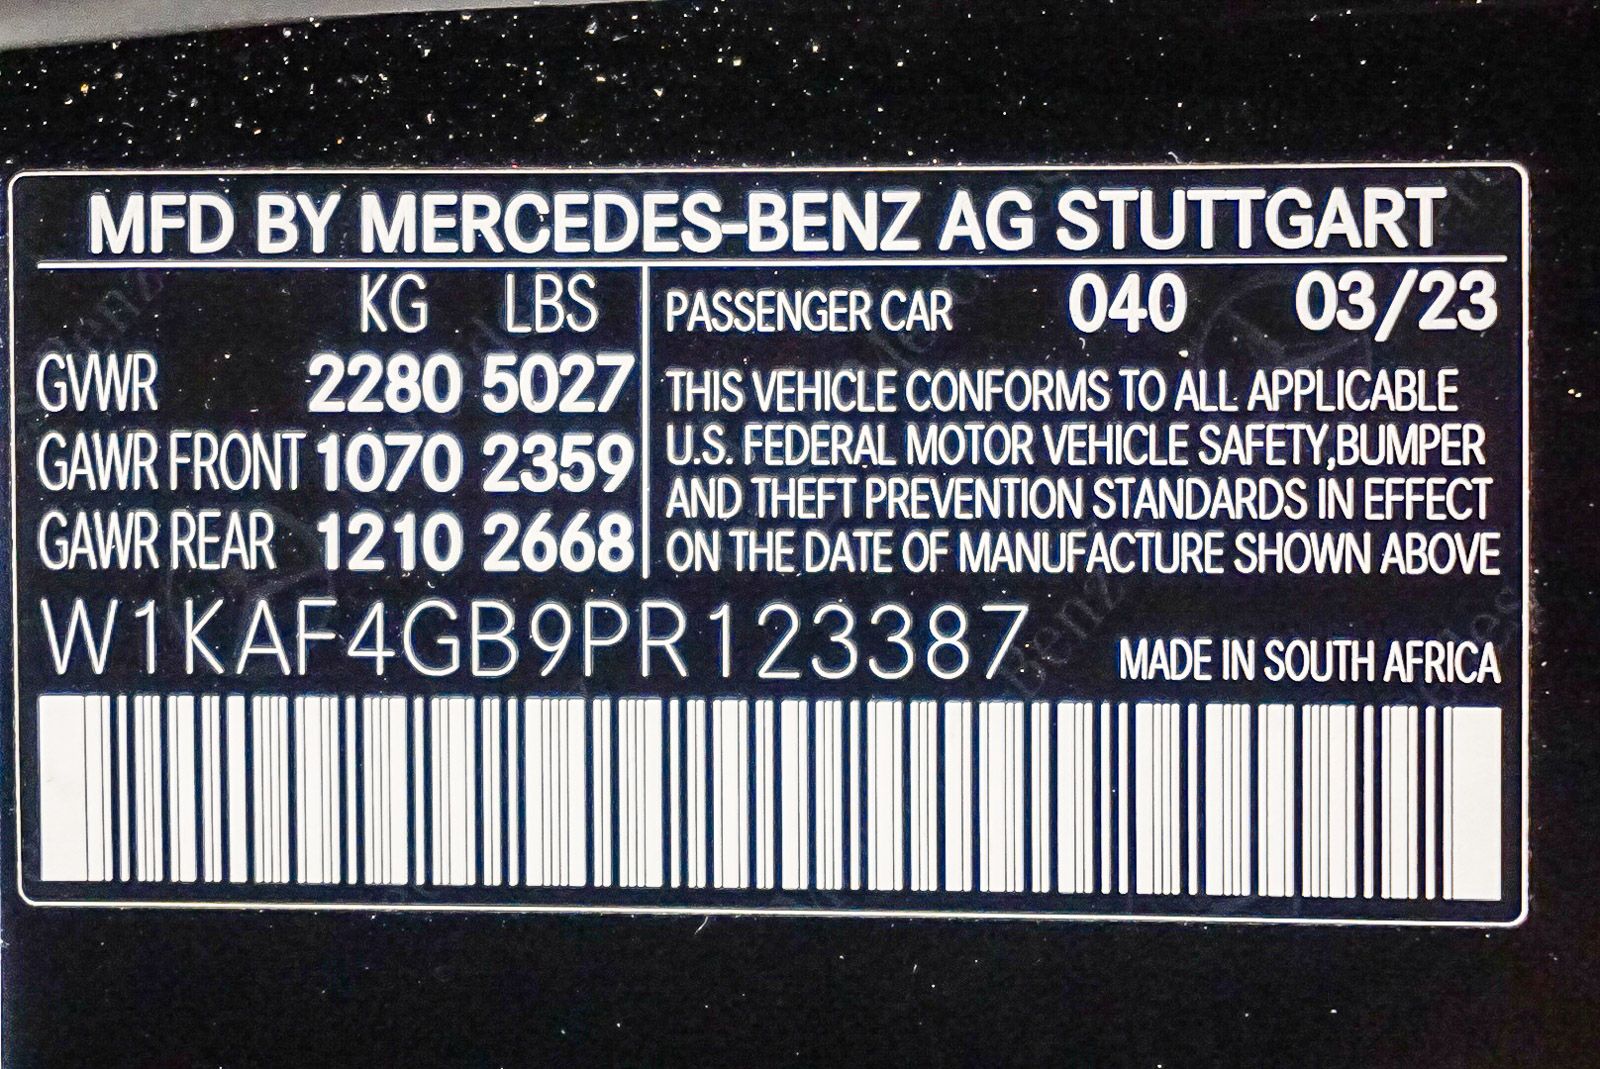 MFD BY MERCEDES-BENZ AG STUTTGART
KG LBS
GVWR 2280 5027
GAWR FRONT 1070 2359
GAWR REAR 1210 2668
PASSENGER CAR 040 03/23
THIS VEHICLE CONFORMS TO ALL APPLICABLE
U.S. FEDERAL MOTOR VEHICLE SAFETY,BUMPER
AND THEFT PREVENTION STANDARDS IN EFFECT
ON THE DATE OF MANUFACTURE SHOWN ABOVE
W1KAF4GB9PR123387
MADE IN SOUTH AFRICA